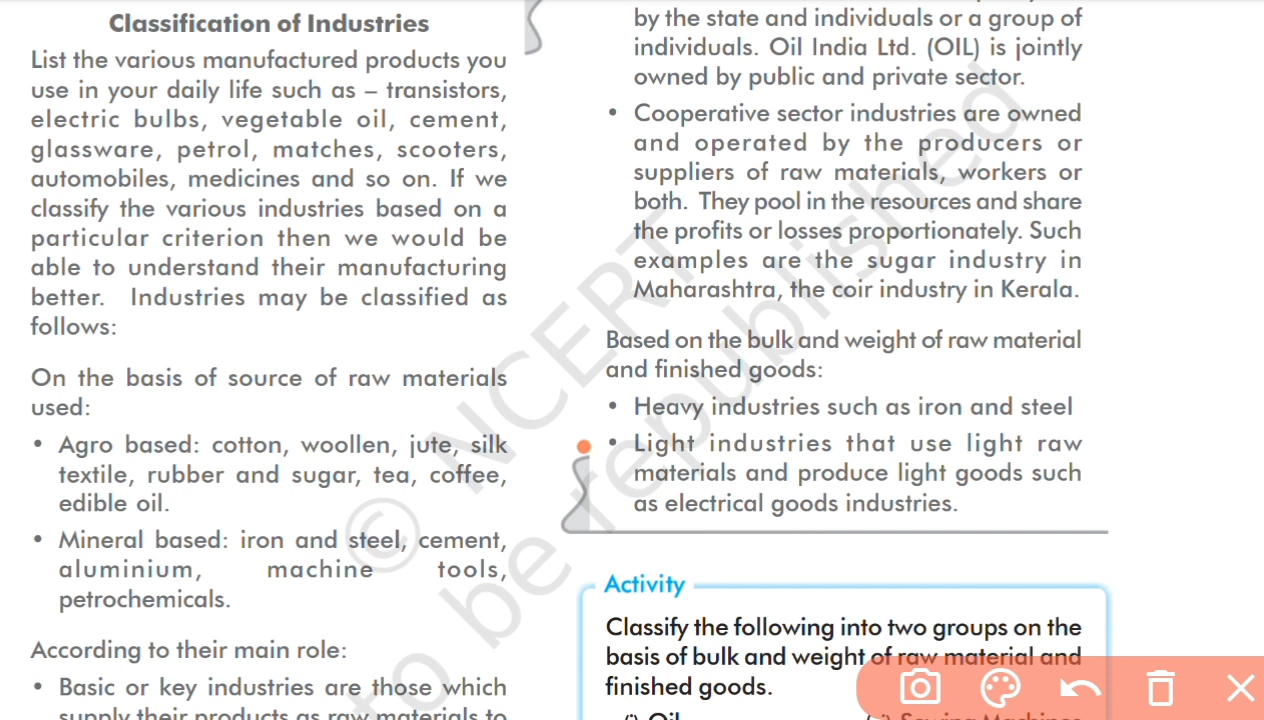 Classification of Industries
List the various manufactured products you
use in your daily life such as – transistors,
electric bulbs, vegetable oil, cement,
glassware, petrol, matches, scooters,
automobiles, medicines and so on. If we
classify the various industries based on a
particular criterion then we would be
able to understand their manufacturing
better. Industries may be classified as
follows:
On the basis of source of raw materials
used:
• Agro based: cotton, woollen, jute, silk
textile, rubber and sugar, tea, coffee,
edible oil.
• Mineral based: iron and steel, cement,
aluminium, machine tools,
petrochemicals.
According to their main role:
• Basic or key industries are those which
supply their products as raw materials to
by the state and individuals or a group of
individuals. Oil India Ltd. (OIL) is jointly
owned by public and private sector.
• Cooperative sector industries are owned
and operated by the producers or
suppliers of raw materials, workers or
both. They pool in the resources and share
the profits or losses proportionately. Such
examples are the sugar industry in
Maharashtra, the coir industry in Kerala.
Based on the bulk and weight of raw material
and finished goods:
• Heavy industries such as iron and steel
• Light industries that use light raw
materials and produce light goods such
as electrical goods industries.
Activity
Classify the following into two groups on the
basis of bulk and weight of raw material and
finished goods.
(i) Oil
Sewing Machines
© NCERT
to be republished